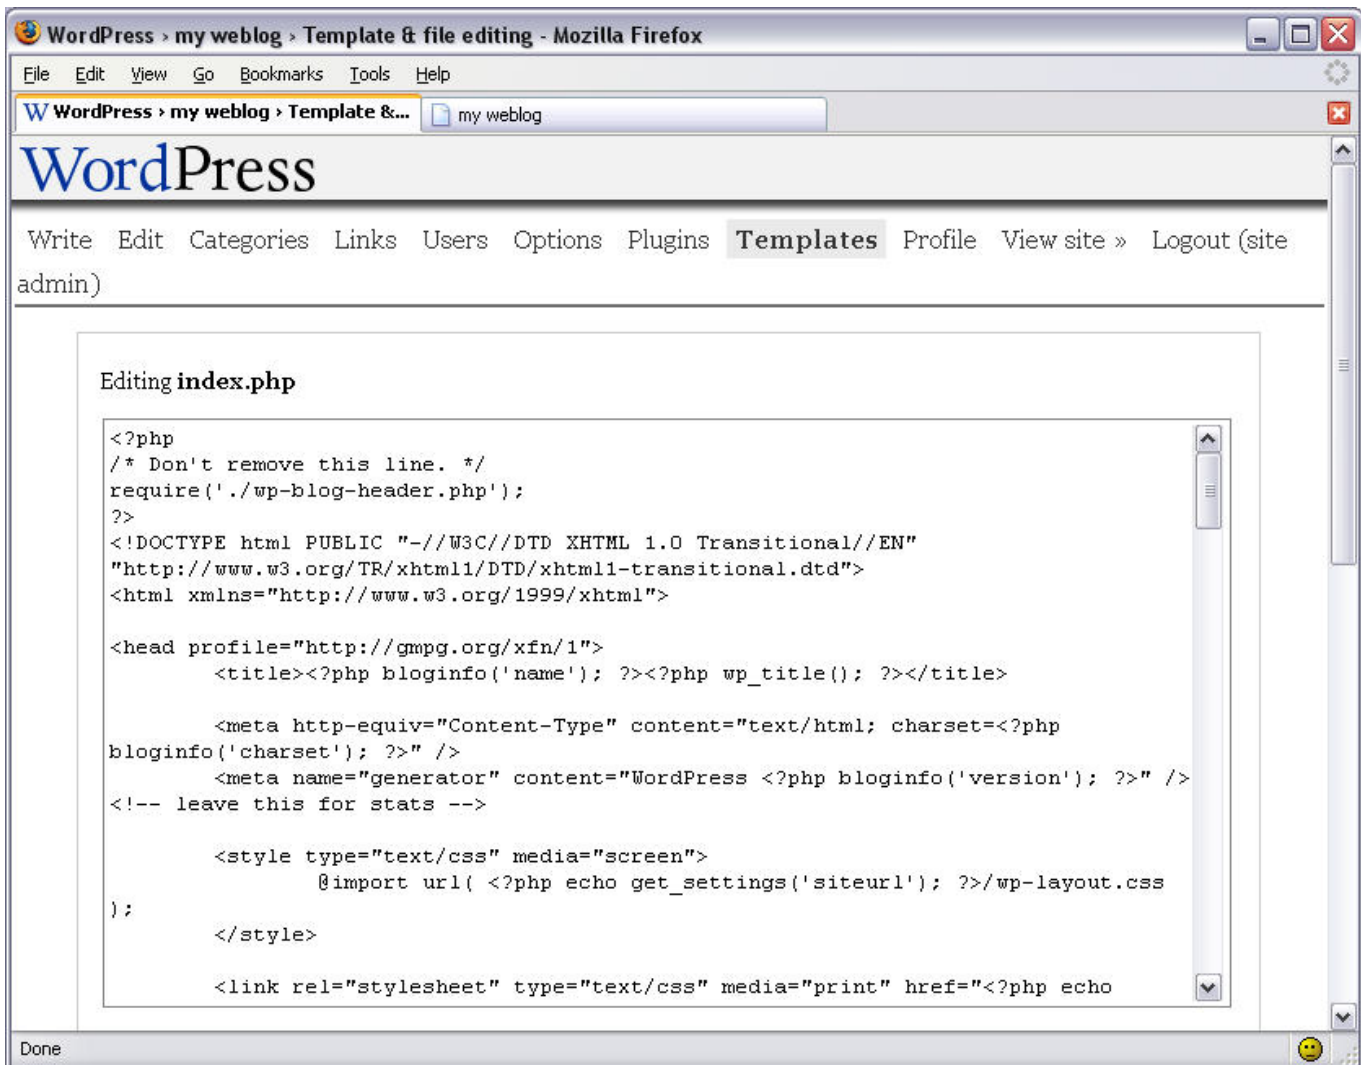 WordPress › my weblog › Template & file editing - Mozilla Firefox
File Edit View Go Bookmarks Tools Help
W WordPress › my weblog › Template &... my weblog
WordPress
Write Edit Categories Links Users Options Plugins Templates Profile View site » Logout (site
admin)
Editing index.php
<?php
/* Don't remove this line. */
require('./wp-blog-header.php');
?>
<!DOCTYPE html PUBLIC "-//W3C//DTD XHTML 1.0 Transitional//EN"
"http://www.w3.org/TR/xhtml1/DTD/xhtml1-transitional.dtd">
<html xmlns="http://www.w3.org/1999/xhtml">
<head profile="http://gmpg.org/xfn/1">
<title><?php bloginfo('name'); ?><?php wp_title(); ?></title>
<meta http-equiv="Content-Type" content="text/html; charset=<?php
bloginfo('charset'); ?>" />
<meta name="generator" content="WordPress <?php bloginfo('version'); ?>" />
<!-- leave this for stats -->
<style type="text/css" media="screen">
@import url( <?php echo get_settings('siteurl'); ?>/wp-layout.css
);
</style>
<link rel="stylesheet" type="text/css" media="print" href="<?php echo
Done